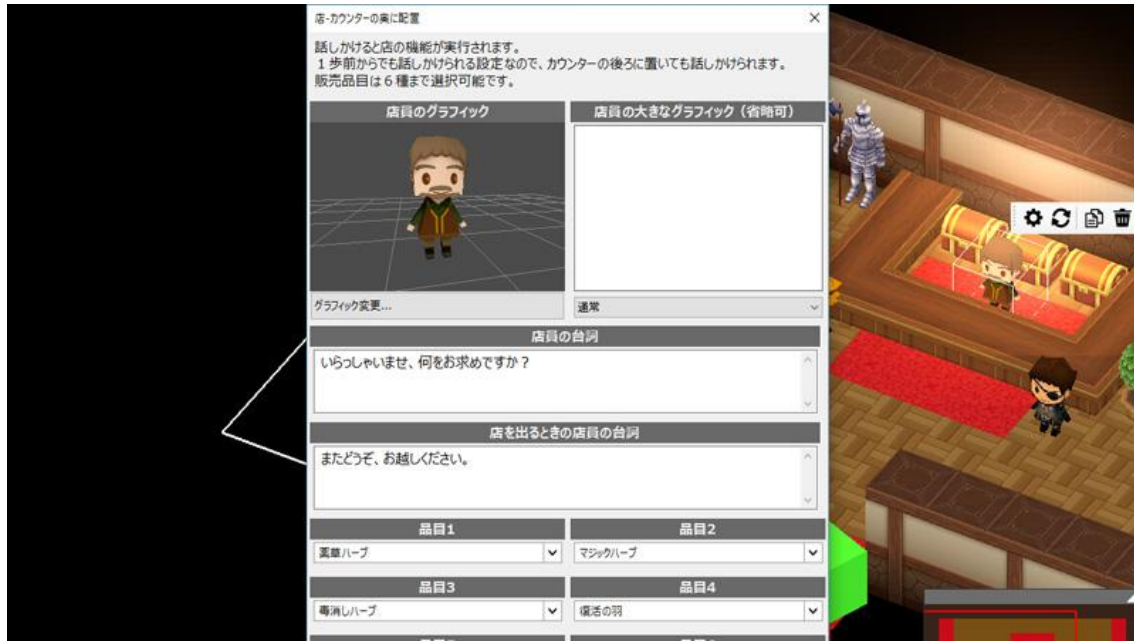 店-カウンターの奥に配置
話しかけると店の機能が実行されます。
１歩前からでも話しかけられる設定なので、カウンターの後ろに置いても話しかけられます。
販売品目は６種まで選択可能です。
店員のグラフィック
店員の大きなグラフィック（省略可）
グラフィック変更...
通常
店員の台詞
いらっしゃいませ、何をお求めですか？
店を出るときの店員の台詞
またどうぞ、お越しください。
品目1
品目2
薬草ハーブ
マジックハーブ
品目3
品目4
毒消しハーブ
復活の羽